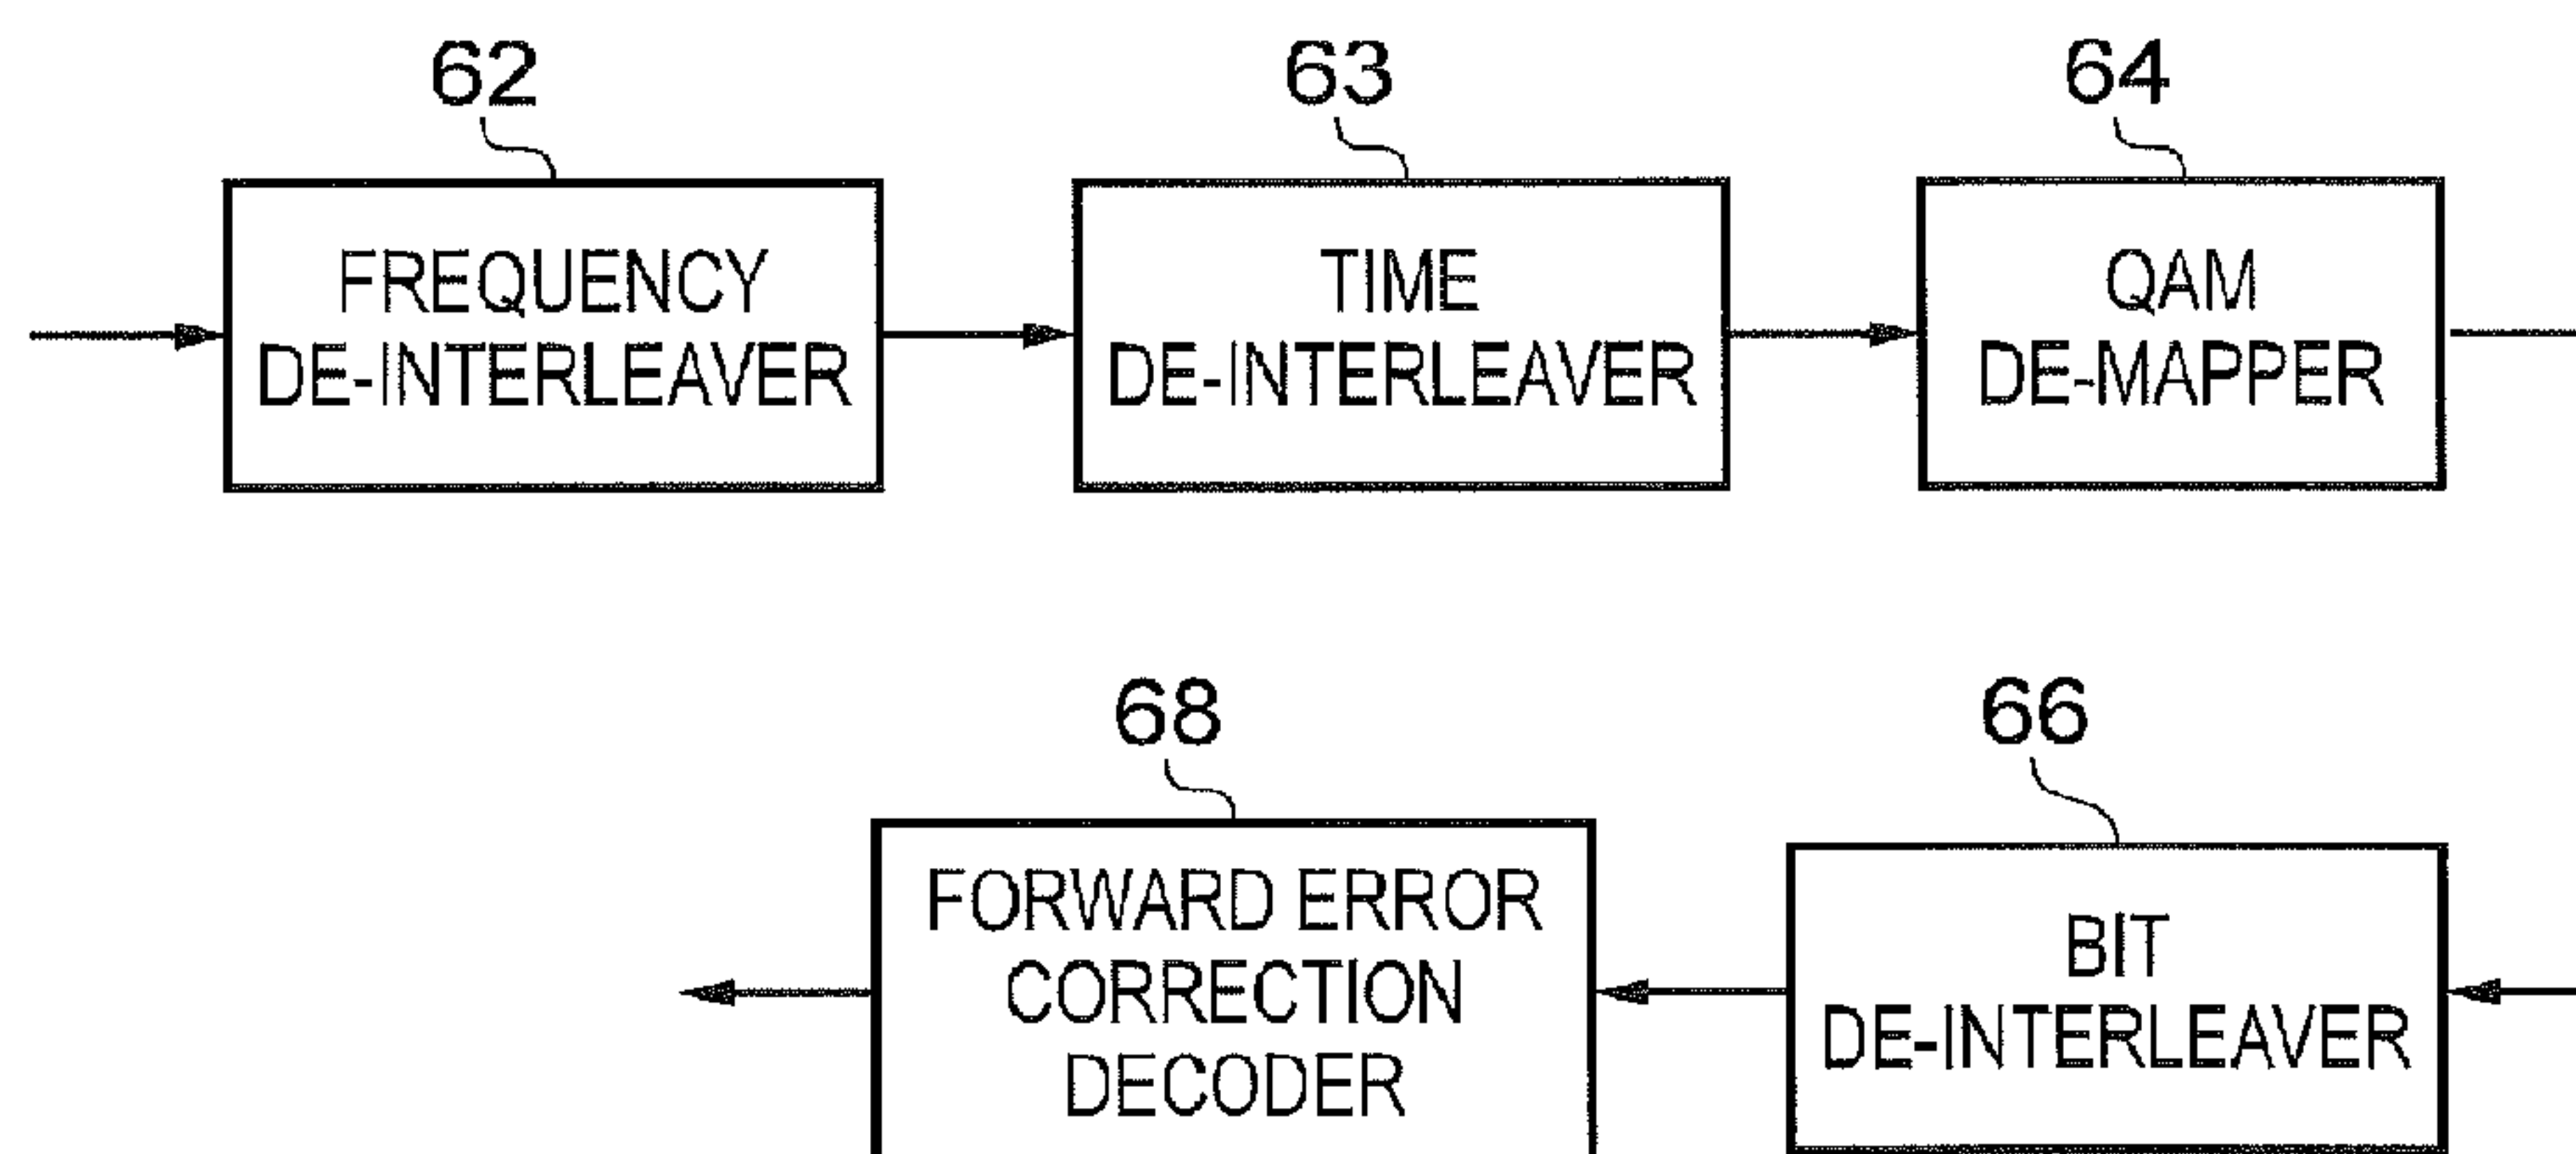 62
63
64
FREQUENCY
DE-INTERLEAVER
TIME
DE-INTERLEAVER
QAM
DE-MAPPER
68
66
FORWARD ERROR
CORRECTION
DECODER
BIT
DE-INTERLEAVER